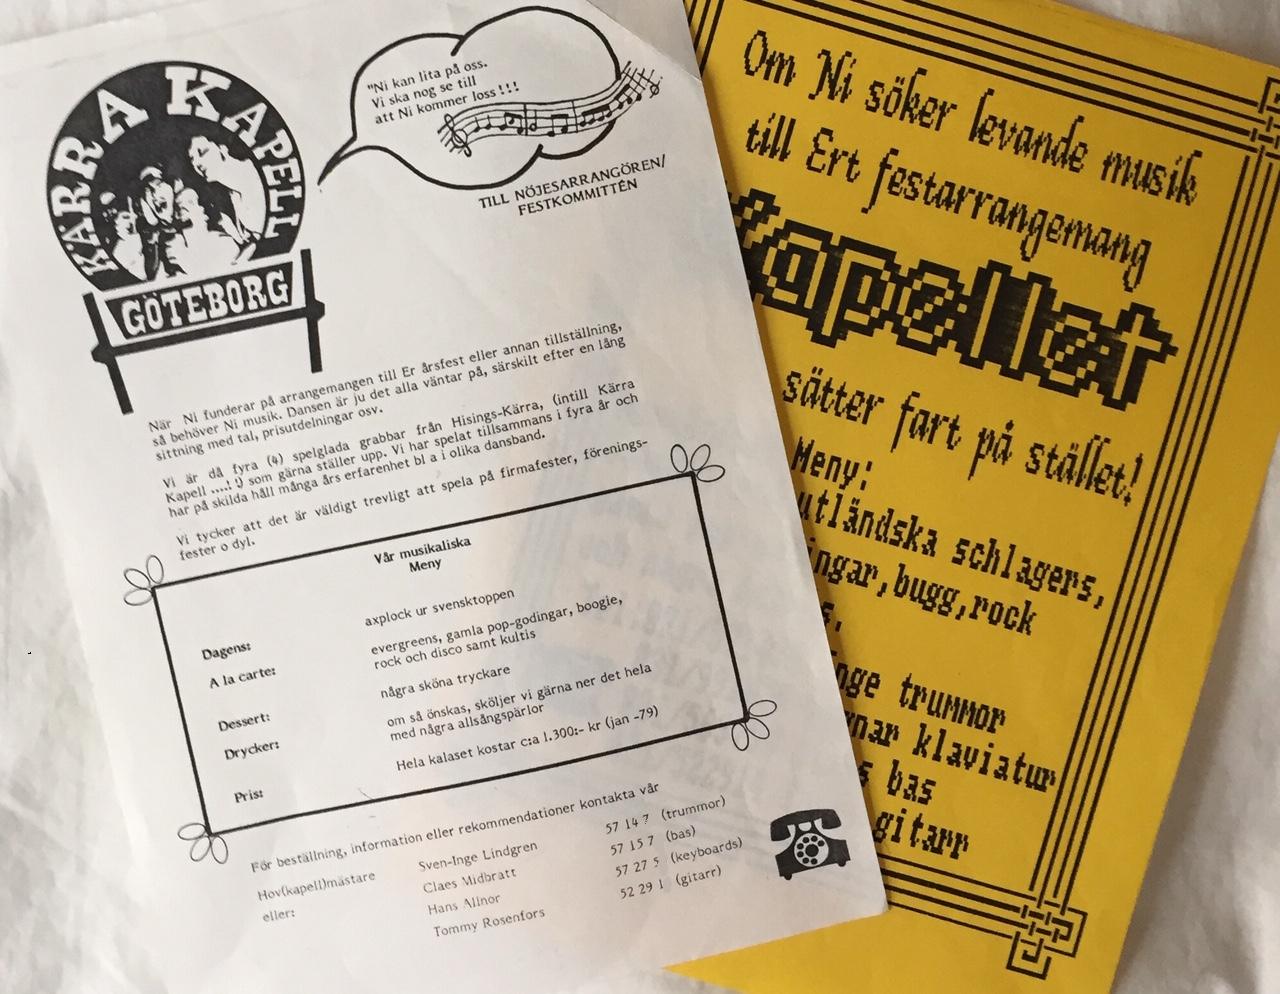 KÄRRA KAPELL
GÖTEBORG
"Ni kan lita på oss.
Vi ska nog se till
att Ni kommer loss!!!
TILL NÖJESARRANGÖREN/
FESTKOMMITTÉN
När Ni funderar på arrangemangen till Er årsfest eller annan tillställning,
så behöver Ni musik. Dansen är ju det alla väntar på, särskilt efter en lång
sittning med tal, prisutdelningar osv.
Vi är då fyra (4) spelglada grabbar från Hisings-Kärra, (intill Kärra
Kapell ....! !) som gärna ställer upp. Vi har spelat tillsammans i fyra år och
har på skilda håll många års erfarenhet bl a i olika dansband.
Vi tycker att det är väldigt trevligt att spela på firmafester, förenings-
fester o dyl.
Vår musikaliska
Meny
Dagens: axplock ur svensktoppen
A la carte: evergreens, gamla pop-godingar, boogie,
rock och disco samt kultis
Dessert: några sköna tryckare
Drycker: om så önskas, sköljer vi gärna ner det hela
med några allsångspärlor
Pris: Hela kalaset kostar c:a 1.300:- kr (jan -79)
För beställning, information eller rekommendationer kontakta vår
Hov(kapell)mästare Sven-Inge Lindgren 57 14 7 (trummor)
eller: Claes Midbratt 57 15 7 (bas)
Hans Allnor 57 27 5 (keyboards)
Tommy Rosenfors 52 29 1 (gitarr)
Om Ni söker levande musik
till Ert festarrangemang
Kapellet
sätter fart på stället!
Meny:
utländska schlagers,
ingar, bugg, rock
s.
inge trummor
rnar klaviatur
s bas
gitarr